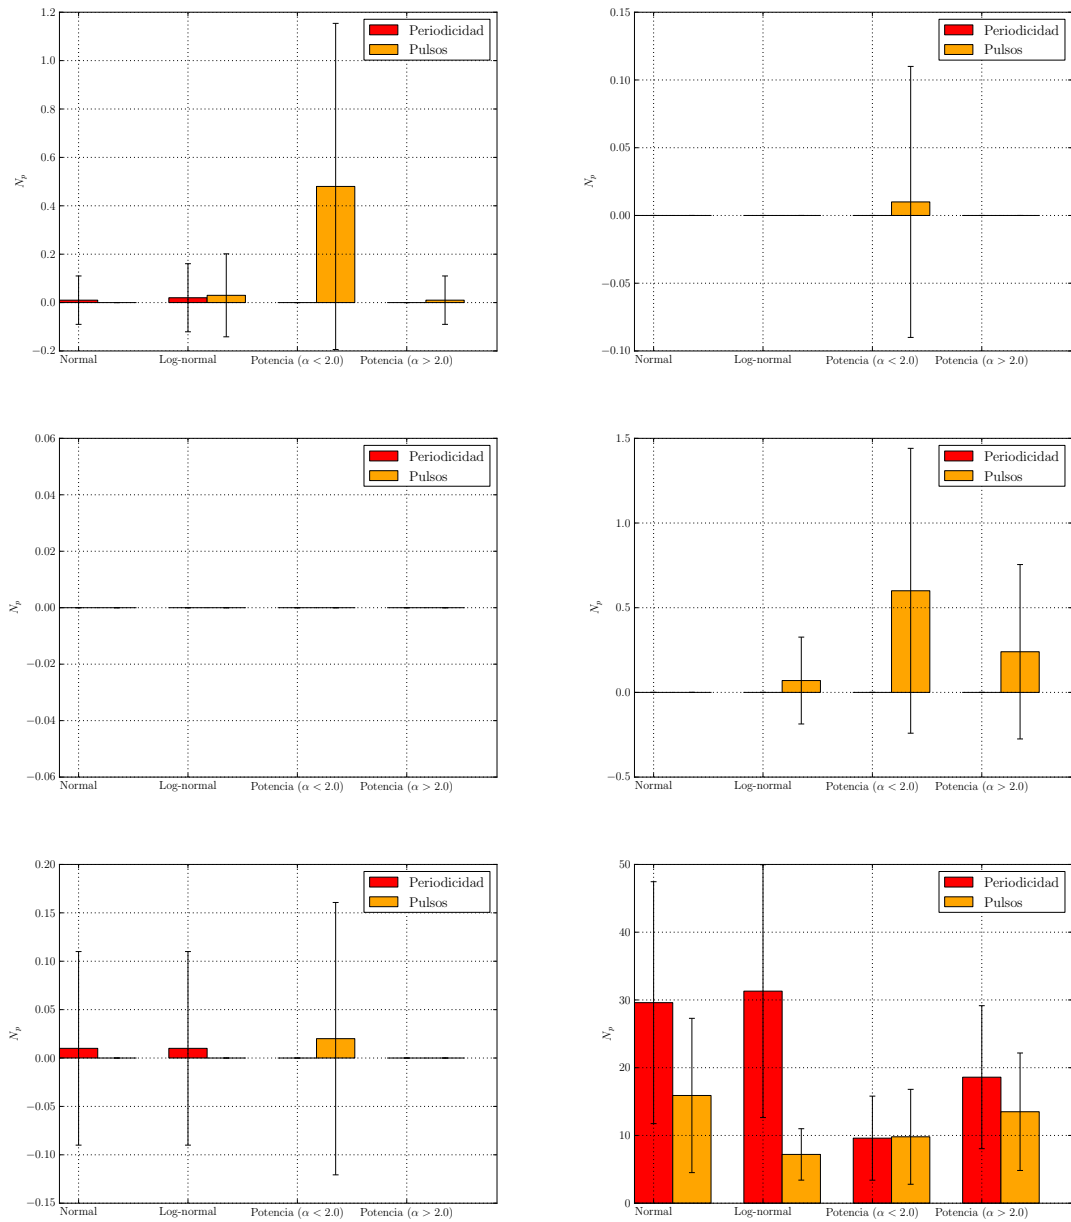 1.2
1.0
0.8
0.6
0.4
0.2
0.0
−0.2
N_p
Periodicidad
Pulsos
Normal Log-normal Potencia (α < 2.0) Potencia (α > 2.0)
0.15
0.10
0.05
0.00
−0.05
−0.10
N_p
Periodicidad
Pulsos
Normal Log-normal Potencia (α < 2.0) Potencia (α > 2.0)
0.06
0.04
0.02
0.00
−0.02
−0.04
−0.06
N_p
Periodicidad
Pulsos
Normal Log-normal Potencia (α < 2.0) Potencia (α > 2.0)
1.5
1.0
0.5
0.0
−0.5
N_p
Periodicidad
Pulsos
Normal Log-normal Potencia (α < 2.0) Potencia (α > 2.0)
0.20
0.15
0.10
0.05
0.00
−0.05
−0.10
−0.15
N_p
Periodicidad
Pulsos
Normal Log-normal Potencia (α < 2.0) Potencia (α > 2.0)
50
40
30
20
10
0
N_p
Periodicidad
Pulsos
Normal Log-normal Potencia (α < 2.0) Potencia (α > 2.0)